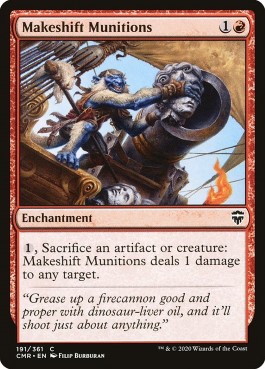 Makeshift Munitions 1
Enchantment
1, Sacrifice an artifact or creature:
Makeshift Munitions deals 1 damage
to any target.
“Grease up a firecannon good and
proper with dinosaur-liver oil, and it’ll
shoot just about anything.”
191/361 C
CMR • EN Filip Burburan
™ & © 2020 Wizards of the Coast